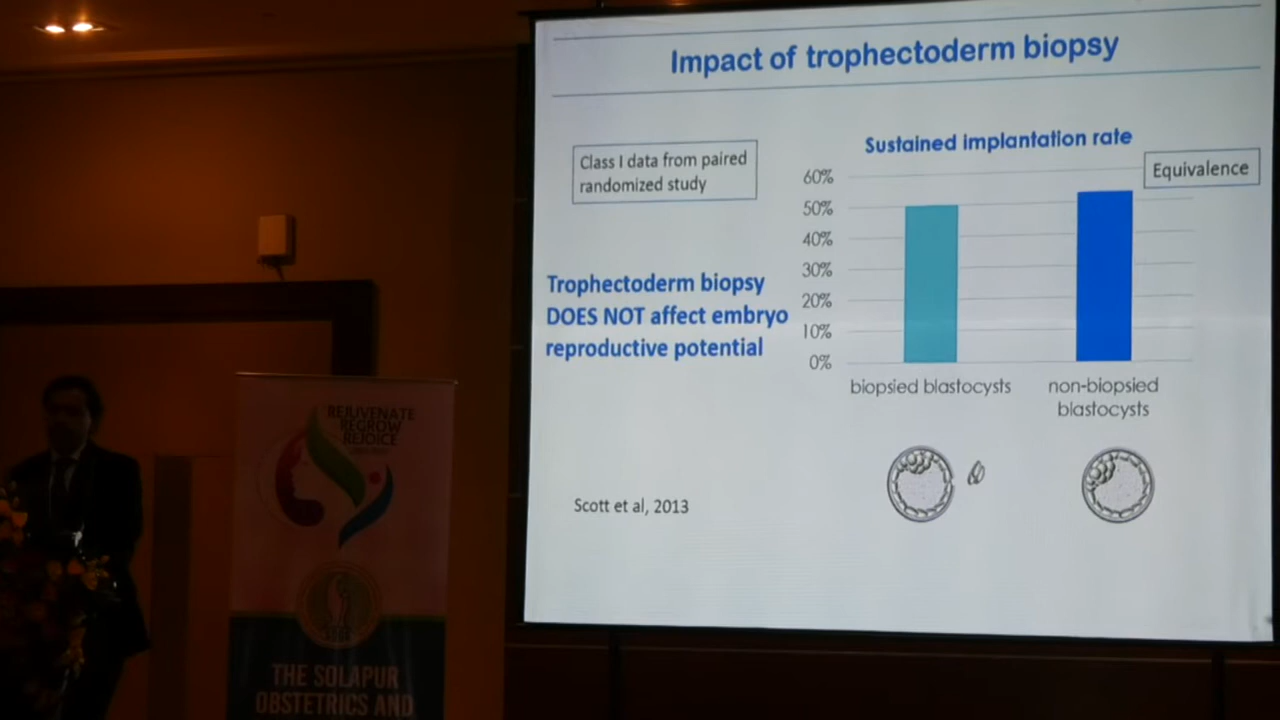 Impact of trophectoderm biopsy
Class I data from paired
randomized study
Trophectoderm biopsy
DOES NOT affect embryo
reproductive potential
Scott et al, 2013
Sustained implantation rate
Equivalence
60%
50%
40%
30%
20%
10%
0%
biopsied blastocysts
non-biopsied
blastocysts
REJUVENATE
REGROW
REJOICE
THE SOLAPUR
OBSTETRICS AND